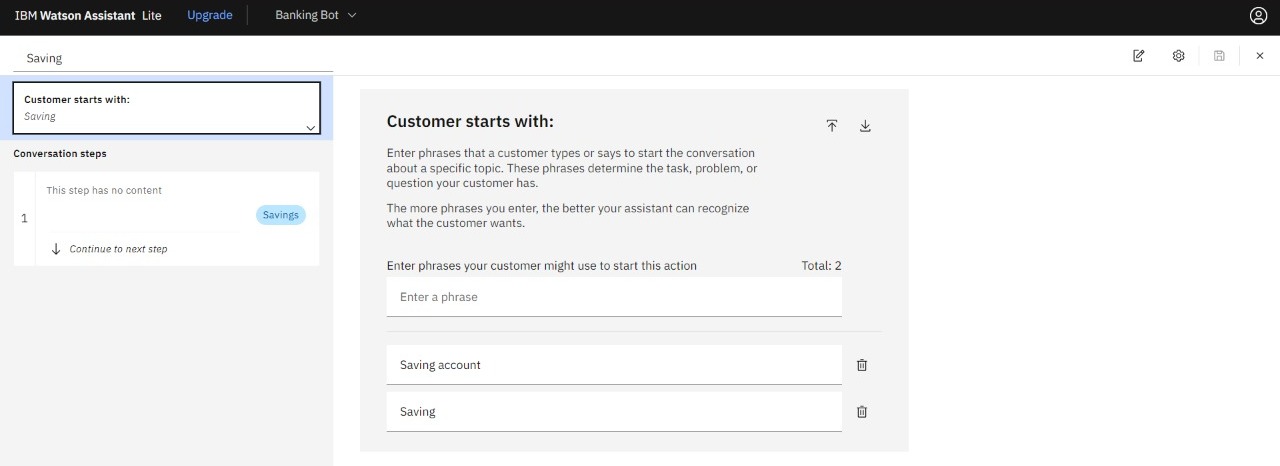 IBM Watson Assistant Lite Upgrade Banking Bot
Saving
Customer starts with:
Saving
Conversation steps
This step has no content
1
Savings
Continue to next step
Customer starts with:
Enter phrases that a customer types or says to start the conversation
about a specific topic. These phrases determine the task, problem, or
question your customer has.
The more phrases you enter, the better your assistant can recognize
what the customer wants.
Enter phrases your customer might use to start this action Total: 2
Enter a phrase
Saving account
Saving